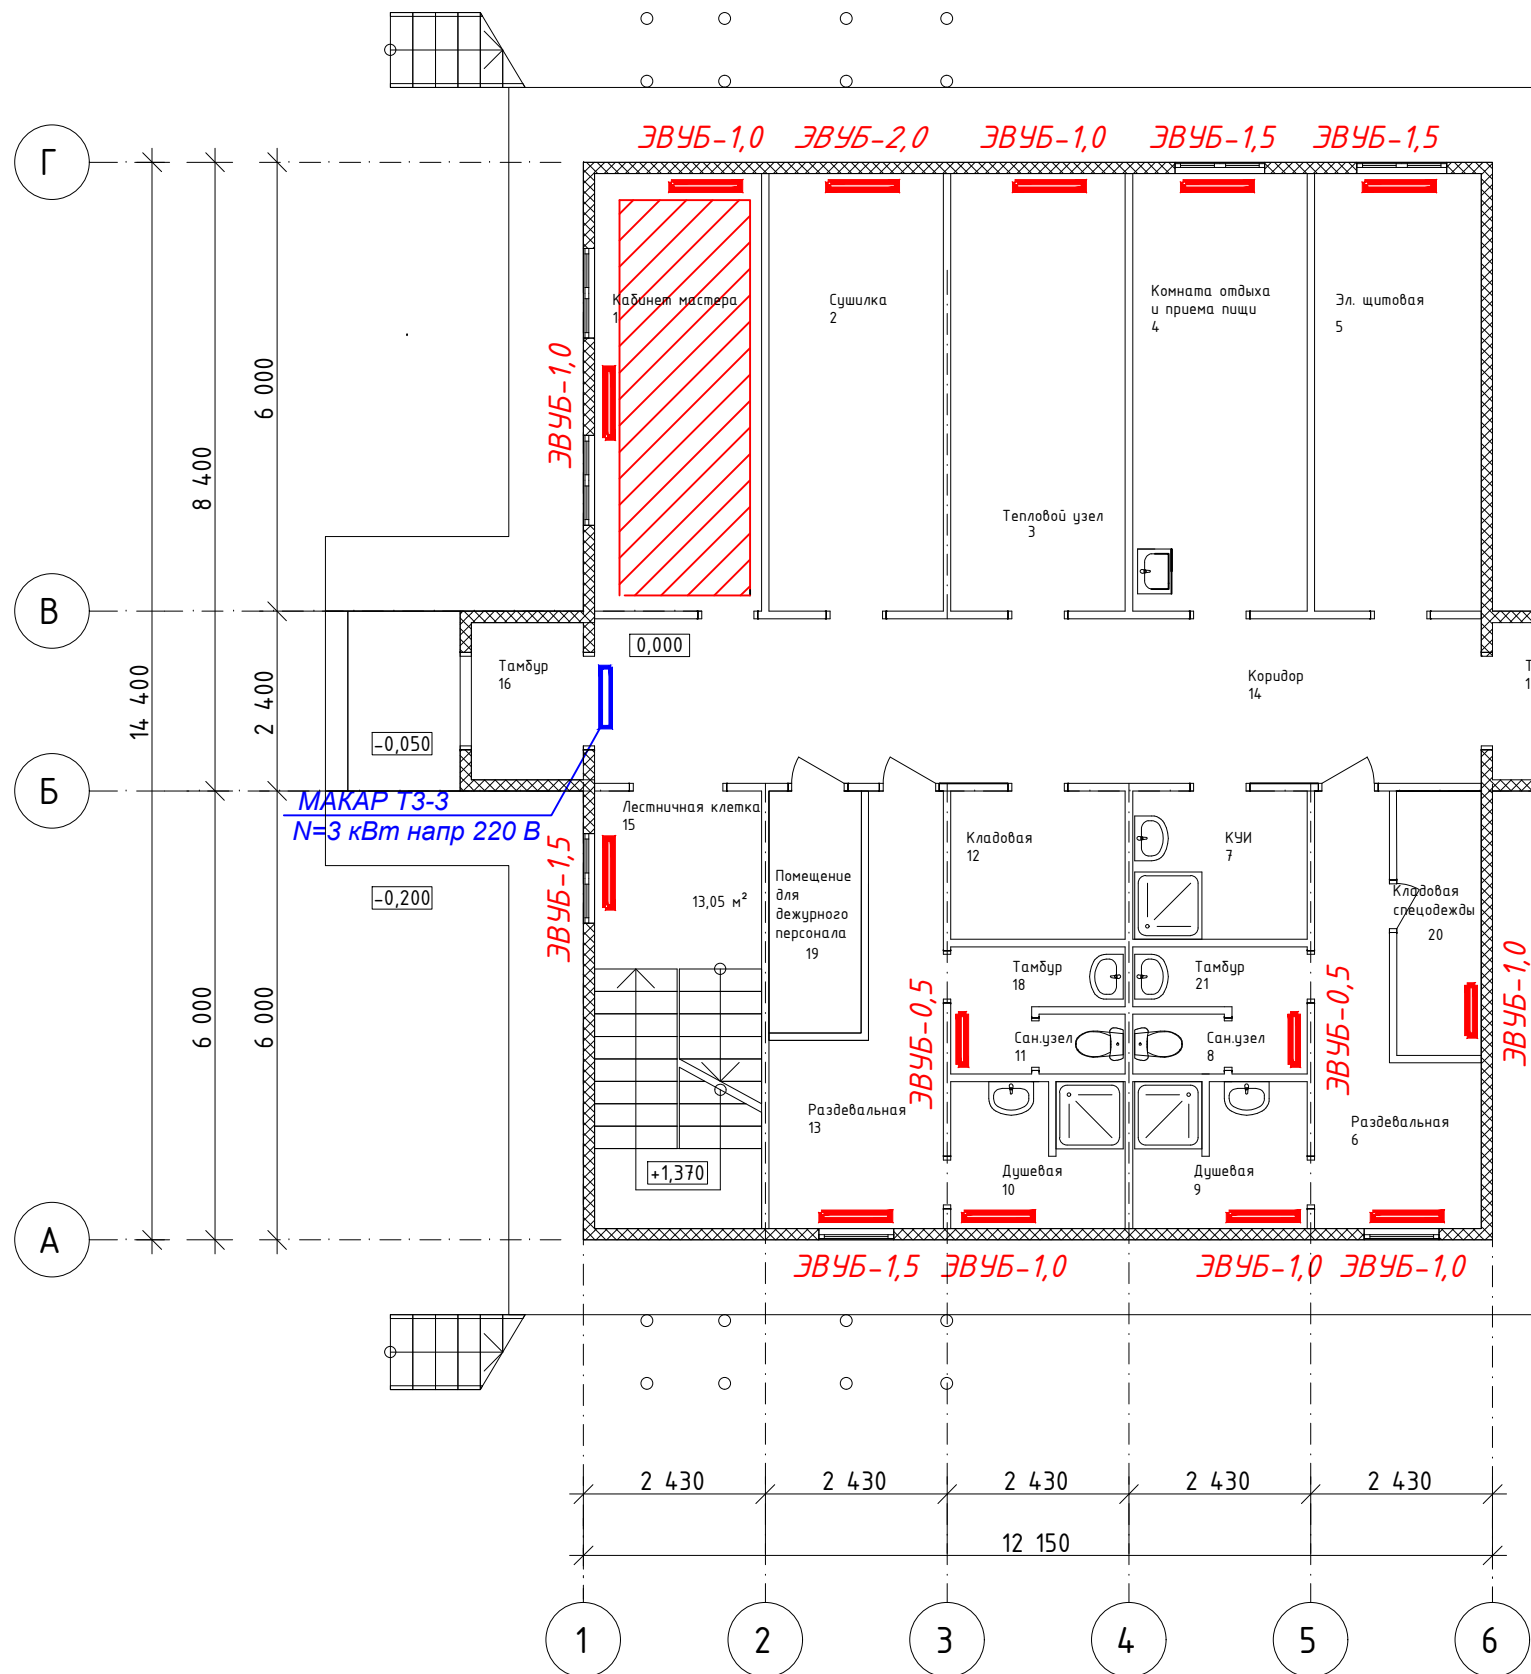 ЭВУБ-1,0
ЭВУБ-2,0
ЭВУБ-1,0
ЭВУБ-1,5
ЭВУБ-1,5
Г
Кабинет мастера
1
Сушилка
2
Тепловой узел
3
Комната отдыха
и приема пищи
4
Эл. щитовая
5
ЭВУБ-1,0
6 000
8 400
14 400
2 400
В
0,000
Тамбур
16
Коридор
14
Т
1
-0,050
Б
МАКАР ТЗ-3
N=3 кВт напр 220 В
Лестничная клетка
15
13,05 м²
ЭВУБ-1,5
-0,200
Помещение
для
дежурного
персонала
19
Кладовая
12
КУИ
7
Кладовая
спецодежды
20
Тамбур
18
Тамбур
21
ЭВУБ-0,5
ЭВУБ-0,5
ЭВУБ-1,0
Сан.узел
11
Сан.узел
8
6 000
6 000
Раздевальная
13
Раздевальная
6
+1,370
Душевая
10
Душевая
9
А
ЭВУБ-1,5
ЭВУБ-1,0
ЭВУБ-1,0
ЭВУБ-1,0
2 430
2 430
2 430
2 430
2 430
12 150
1
2
3
4
5
6